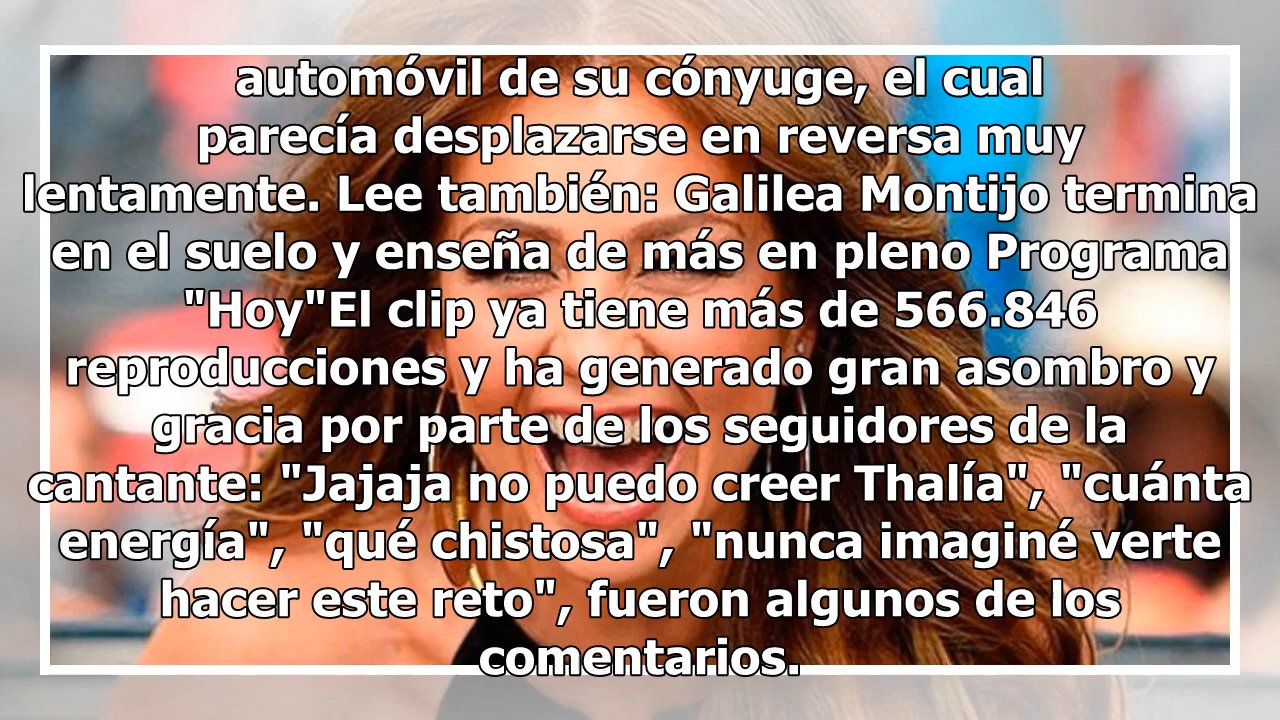 automóvil de su cónyuge, el cual
parecía desplazarse en reversa muy
lentamente. Lee también: Galilea Montijo termina
en el suelo y enseña de más en pleno Programa
"Hoy"El clip ya tiene más de 566.846
reproducciones y ha generado gran asombro y
gracia por parte de los seguidores de la
cantante: "Jajaja no puedo creer Thalía", "cuánta
energía", "qué chistosa", "nunca imaginé verte
hacer este reto", fueron algunos de los
comentarios.